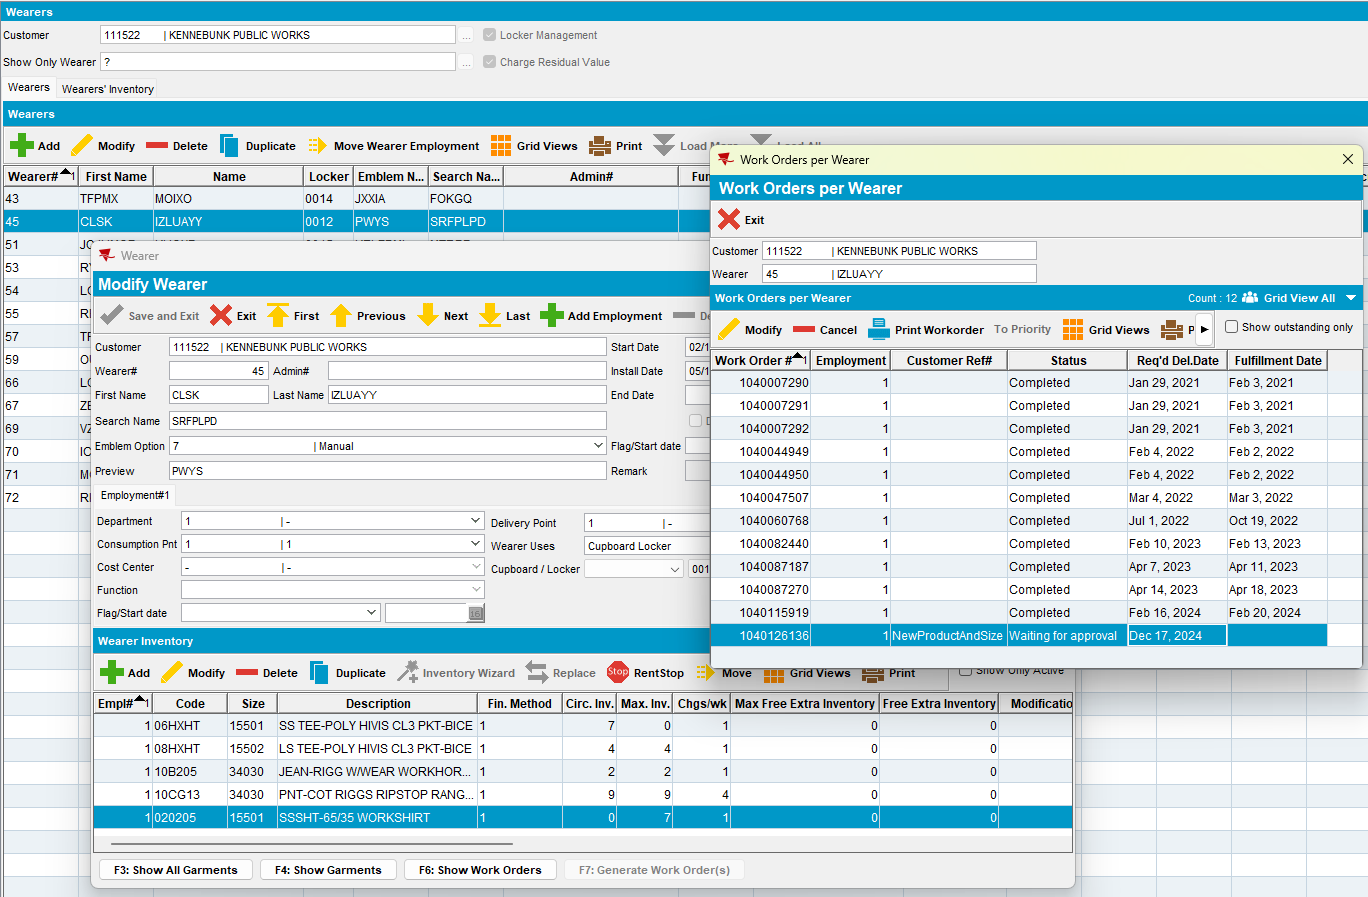 Wearers
Customer 111522 | KENNEBUNK PUBLIC WORKS ... Locker Management
Show Only Wearer ? ... Charge Residual Value
Wearers Wearers' Inventory
Wearers
Add Modify Delete Duplicate Move Wearer Employment Grid Views Print Load More Load All
Wearer# 1 First Name Name Locker Emblem N... Search Na... Admin# Fun
43 TFPMX MOIXO 0014 JXXIA FOKGQ
45 CLSK IZLUAYY 0012 PWYS SRFPLPD
51
53
54
55
57
59
66
67
69
70
71
72
Wearer
Modify Wearer
Save and Exit Exit First Previous Next Last Add Employment De
Customer 111522 | KENNEBUNK PUBLIC WORKS Start Date 02/1
Wearer# 45 Admin# Install Date 05/1
First Name CLSK Last Name IZLUAYY End Date
Search Name SRFPLPD
Emblem Option 7 | Manual Flag/Start date
Preview PWYS Remark
Employment#1
Department 1 | - Delivery Point 1 | -
Consumption Pnt 1 | 1 Wearer Uses Cupboard Locker
Cost Center - | - Cupboard / Locker 001
Function
Flag/Start date 16
Wearer Inventory
Add Modify Delete Duplicate Inventory Wizard Replace Stop RentStop Move Grid Views Print Show Only Active
Empl# 1 Code Size Description Fin. Method Circ. Inv. Max. Inv. Chgs/wk Max Free Extra Inventory Free Extra Inventory Modificatio
1 06HXHT 15501 SS TEE-POLY HIVIS CL3 PKT-BICE 1 7 0 1 0 0
1 08HXHT 15502 LS TEE-POLY HIVIS CL3 PKT-BICE 1 4 4 1 0 0
1 10B205 34030 JEAN-RIGG W/WEAR WORKHOR... 1 2 2 1 0 0
1 10CG13 34030 PNT-COT RIGGS RIPSTOP RANG... 1 9 9 4 0 0
1 020205 15501 SSSHT-65/35 WORKSHIRT 1 0 7 1 0 0
F3: Show All Garments F4: Show Garments F6: Show Work Orders F7: Generate Work Order(s)
Work Orders per Wearer
Work Orders per Wearer
Exit
Customer 111522 | KENNEBUNK PUBLIC WORKS
Wearer 45 | IZLUAYY
Work Orders per Wearer Count : 12 Grid View All
Modify Cancel Print Workorder To Priority Grid Views P Show outstanding only
Work Order # 1 Employment Customer Ref# Status Req'd Del.Date Fulfillment Date
1040007290 1 Completed Jan 29, 2021 Feb 3, 2021
1040007291 1 Completed Jan 29, 2021 Feb 3, 2021
1040007292 1 Completed Jan 29, 2021 Feb 3, 2021
1040044949 1 Completed Feb 4, 2022 Feb 2, 2022
1040044950 1 Completed Feb 4, 2022 Feb 2, 2022
1040047507 1 Completed Mar 4, 2022 Mar 3, 2022
1040060768 1 Completed Jul 1, 2022 Oct 19, 2022
1040082440 1 Completed Feb 10, 2023 Feb 13, 2023
1040087187 1 Completed Apr 7, 2023 Apr 11, 2023
1040087270 1 Completed Apr 14, 2023 Apr 18, 2023
1040115919 1 Completed Feb 16, 2024 Feb 20, 2024
1040126136 1 NewProductAndSize Waiting for approval Dec 17, 2024